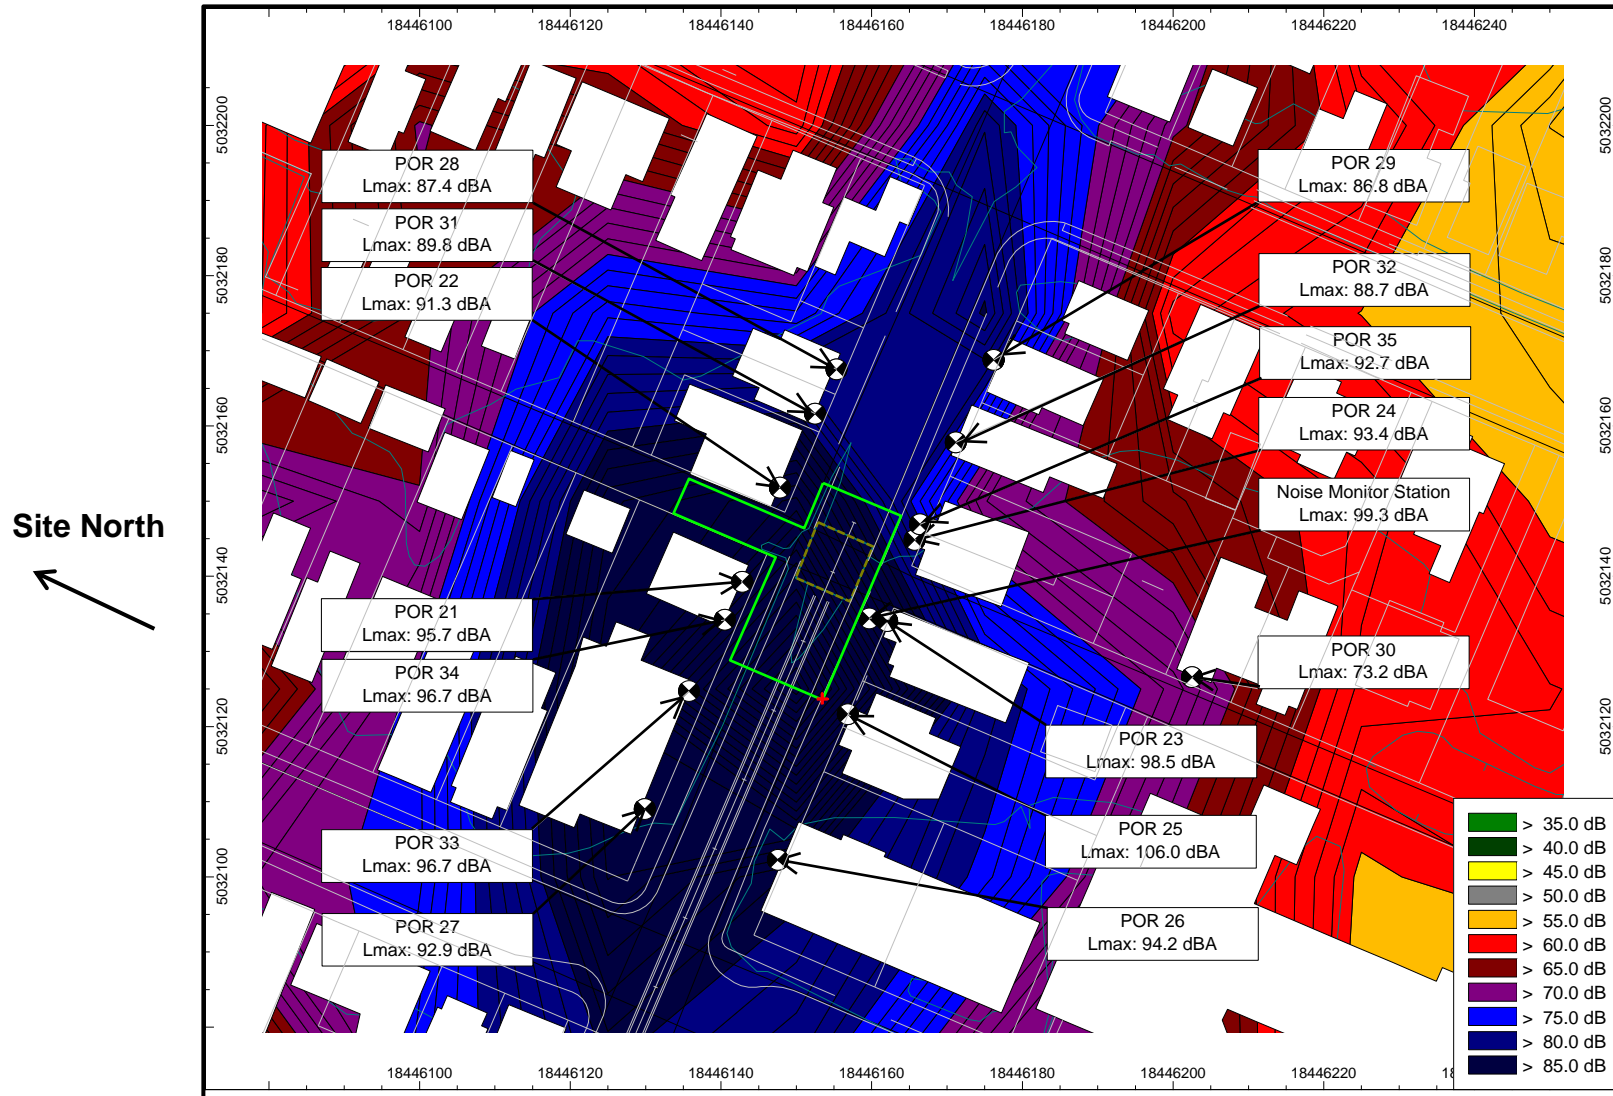 18446100 18446120 18446140 18446160 18446180 18446200 18446220 18446240
5032200
5032180
5032160
5032140
5032120
5032100
5032200
5032180
5032160
5032140
5032120
Site North
POR 28
Lmax: 87.4 dBA
POR 31
Lmax: 89.8 dBA
POR 22
Lmax: 91.3 dBA
POR 29
Lmax: 86.8 dBA
POR 32
Lmax: 88.7 dBA
POR 35
Lmax: 92.7 dBA
POR 24
Lmax: 93.4 dBA
Noise Monitor Station
Lmax: 99.3 dBA
POR 21
Lmax: 95.7 dBA
POR 34
Lmax: 96.7 dBA
POR 30
Lmax: 73.2 dBA
POR 23
Lmax: 98.5 dBA
POR 25
Lmax: 106.0 dBA
POR 33
Lmax: 96.7 dBA
POR 27
Lmax: 92.9 dBA
POR 26
Lmax: 94.2 dBA
> 35.0 dB
> 40.0 dB
> 45.0 dB
> 50.0 dB
> 55.0 dB
> 60.0 dB
> 65.0 dB
> 70.0 dB
> 75.0 dB
> 80.0 dB
> 85.0 dB
18446100 18446120 18446140 18446160 18446180 18446200 18446220